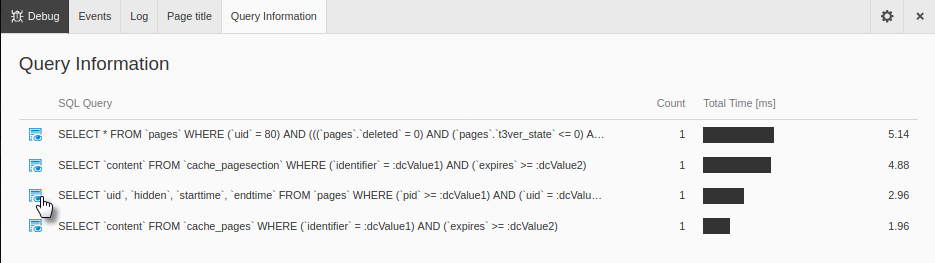 Debug Events Log Page title Query Information
Query Information
SQL Query Count Total Time [ms]
SELECT * FROM `pages` WHERE (`uid` = 80) AND (((`pages`.`deleted` = 0) AND (`pages`.`t3ver_state` <= 0) A... 1 5.14
SELECT `content` FROM `cache_pagesection` WHERE (`identifier` = :dcValue1) AND (`expires` >= :dcValue2) 1 4.88
SELECT `uid`, `hidden`, `starttime`, `endtime` FROM `pages` WHERE (`pid` >= :dcValue1) AND (`uid` = :dcValu... 1 2.96
SELECT `content` FROM `cache_pages` WHERE (`identifier` = :dcValue1) AND (`expires` >= :dcValue2) 1 1.96